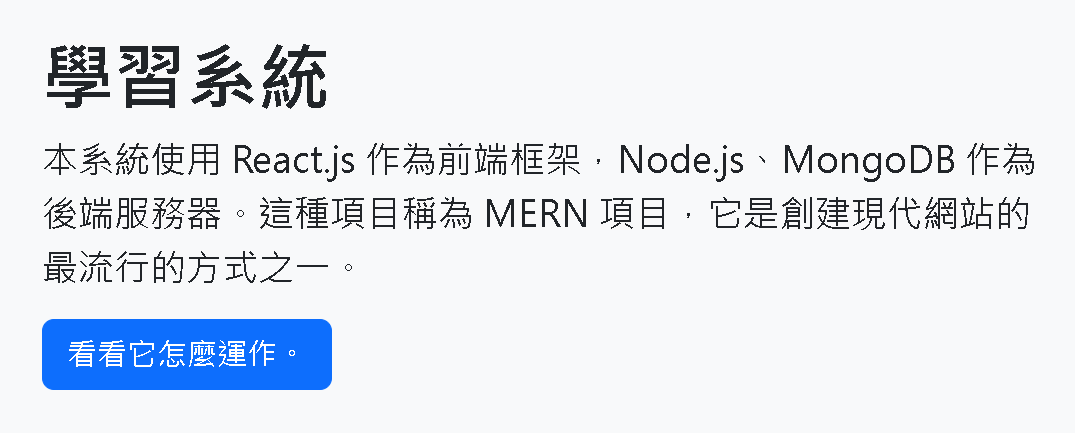 學習系統
本系統使用 React.js 作為前端框架，Node.js、MongoDB 作為
後端服務器。這種項目稱為 MERN 項目，它是創建現代網站的
最流行的方式之一。
看看它怎麼運作。